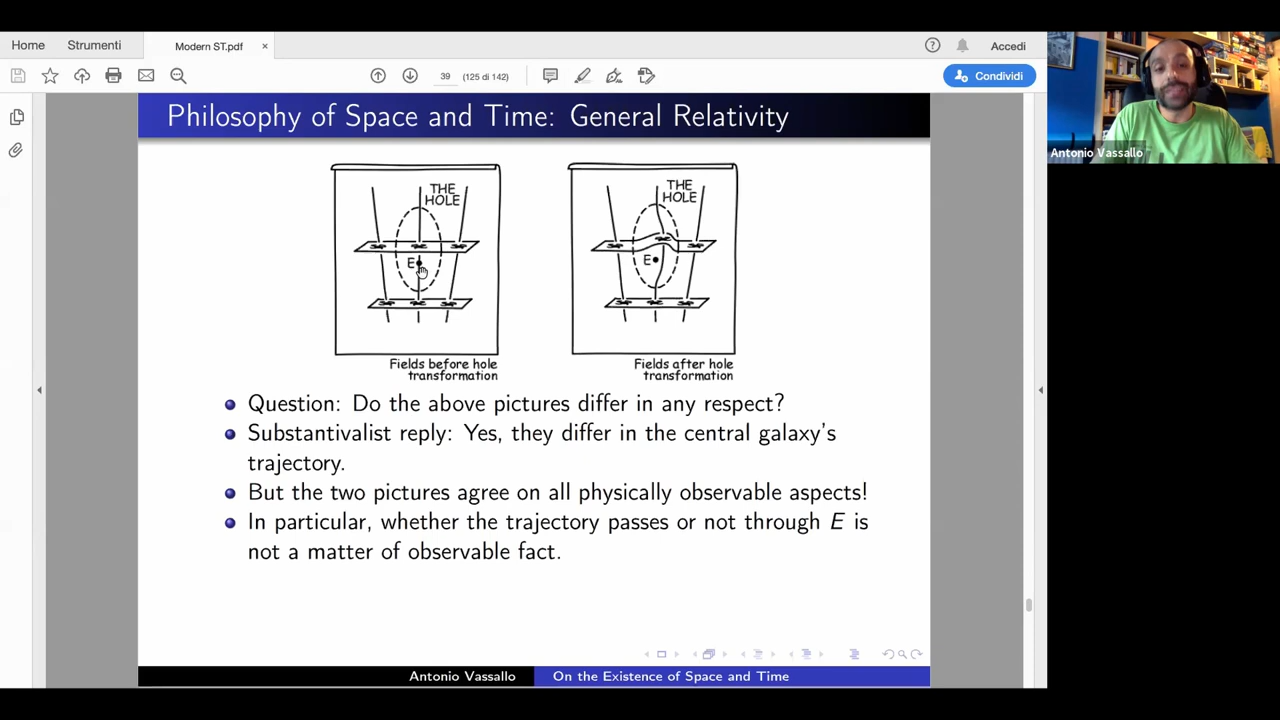 Home Strumenti Modern ST.pdf × Accedi
39 (125 di 142) Condividi
Philosophy of Space and Time: General Relativity
THE
HOLE
E
Fields before hole
transformation
THE
HOLE
E
Fields after hole
transformation
Question: Do the above pictures differ in any respect?
Substantivalist reply: Yes, they differ in the central galaxy's
trajectory.
But the two pictures agree on all physically observable aspects!
In particular, whether the trajectory passes or not through E is
not a matter of observable fact.
Antonio Vassallo On the Existence of Space and Time
Antonio Vassallo